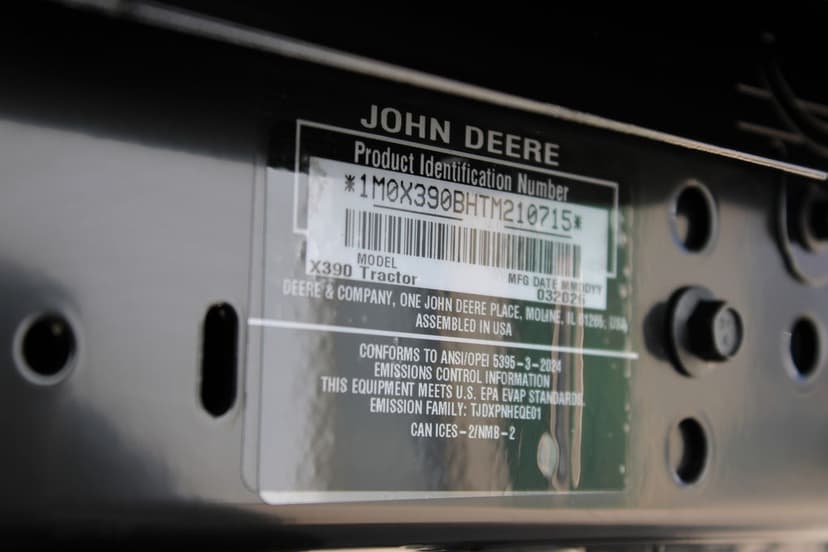 JOHN DEERE
Product Identification Number
*1M0X390BHTM210715*
MODEL
X390 Tractor
MFG DATE MMDDYY
032026
DEERE & COMPANY, ONE JOHN DEERE PLACE, MOLINE, IL 61265, USA
ASSEMBLED IN USA
CONFORMS TO ANSI/OPEI 5395-3-2024
EMISSIONS CONTROL INFORMATION
THIS EQUIPMENT MEETS U.S. EPA EVAP STANDARDS.
EMISSION FAMILY: TJDXPNHEQE01
CAN ICES-2/NMB-2